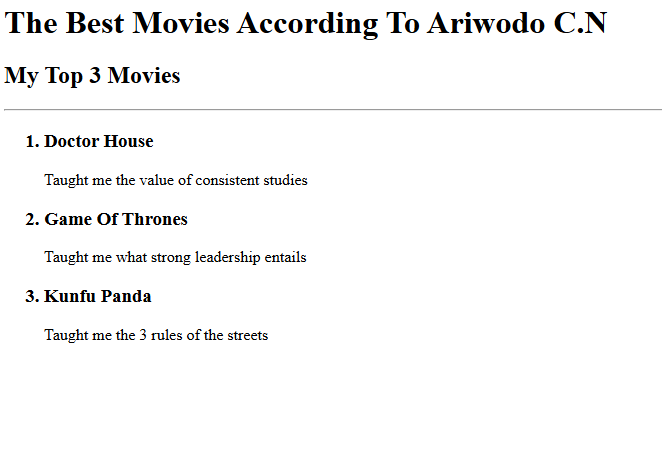 The Best Movies According To Ariwodo C.N
My Top 3 Movies
1. Doctor House
Taught me the value of consistent studies
2. Game Of Thrones
Taught me what strong leadership entails
3. Kunfu Panda
Taught me the 3 rules of the streets